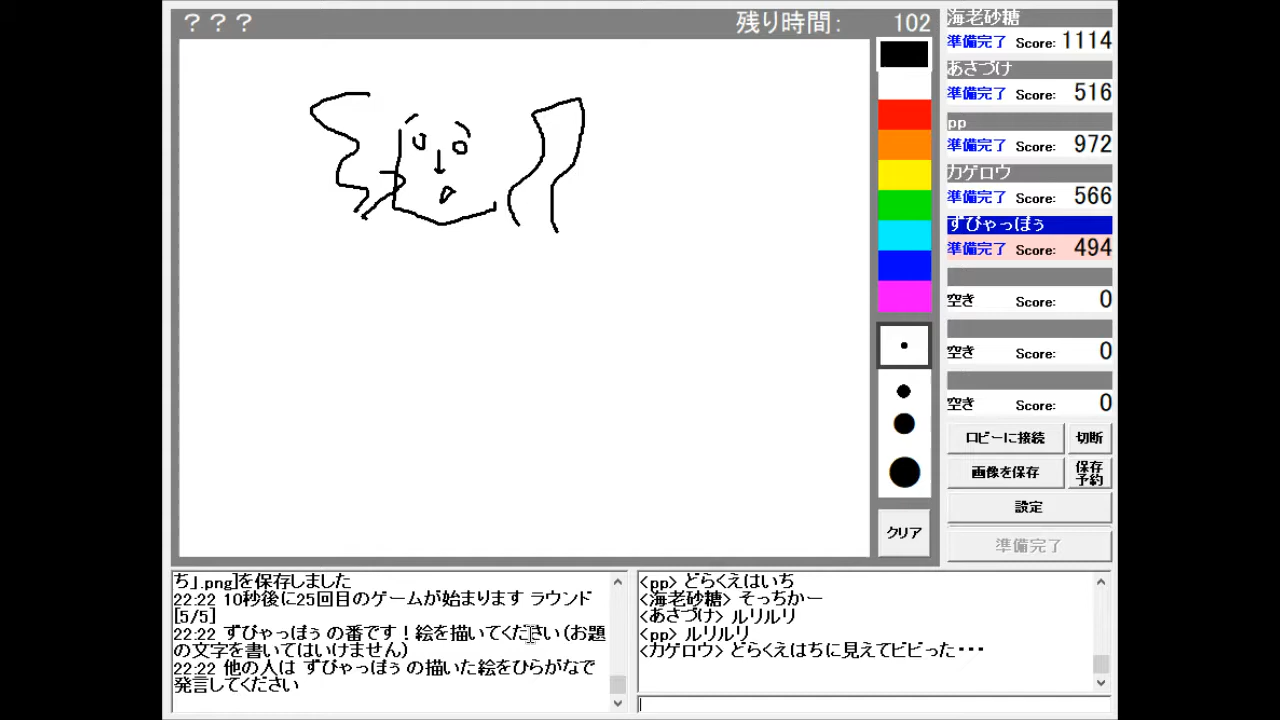 ？？？
残り時間： 102
海老砂糖
準備完了 Score: 1114
あさづけ
準備完了 Score: 516
pp
準備完了 Score: 972
カゲロウ
準備完了 Score: 566
ずびゃっぽぅ
準備完了 Score: 494
空き Score: 0
空き Score: 0
空き Score: 0
ロビーに接続 切断
画像を保存 保存予約
設定
クリア
準備完了
ち」.png]を保存しました
22:22 10秒後に25回目のゲームが始まります ラウンド
[5/5]
22:22 ずびゃっぽぅ の番です！絵を描いてください（お題
の文字を書いてはいけません）
22:22 他の人は ずびゃっぽぅ の描いた絵をひらがなで
発言してください
<pp> どらくえはいち
<海老砂糖> そっちかー
<あさづけ> ルリルリ
<pp> ルリルリ
<カゲロウ> どらくえはちに見えてビビった・・・